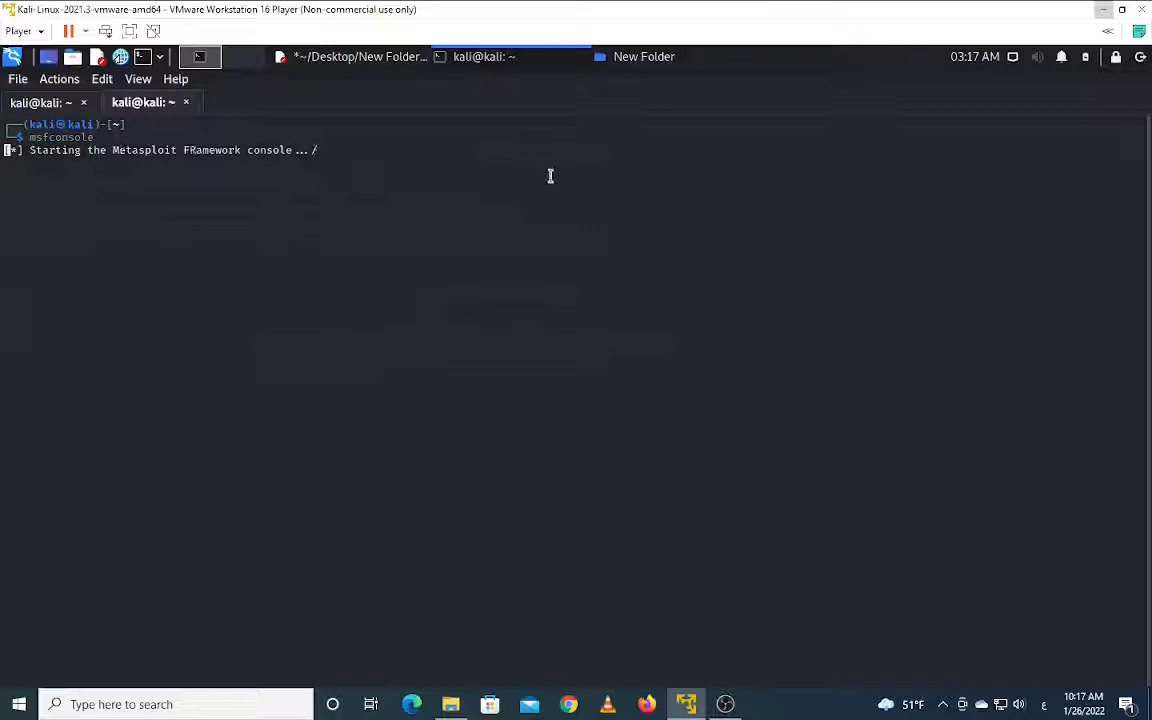 Kali-Linux-2021.3-vmware-amd64 - VMware Workstation 16 Player (Non-commercial use only)
Player
*~/Desktop/New Folder...
kali@kali: ~
New Folder
03:17 AM
File Actions Edit View Help
kali@kali: ~ × kali@kali: ~ ×
┌──(kali㉿kali)-[~]
└─$ msfconsole
[*] Starting the Metasploit FRamework console.../
Type here to search
51°F
ع
10:17 AM
1/26/2022
1